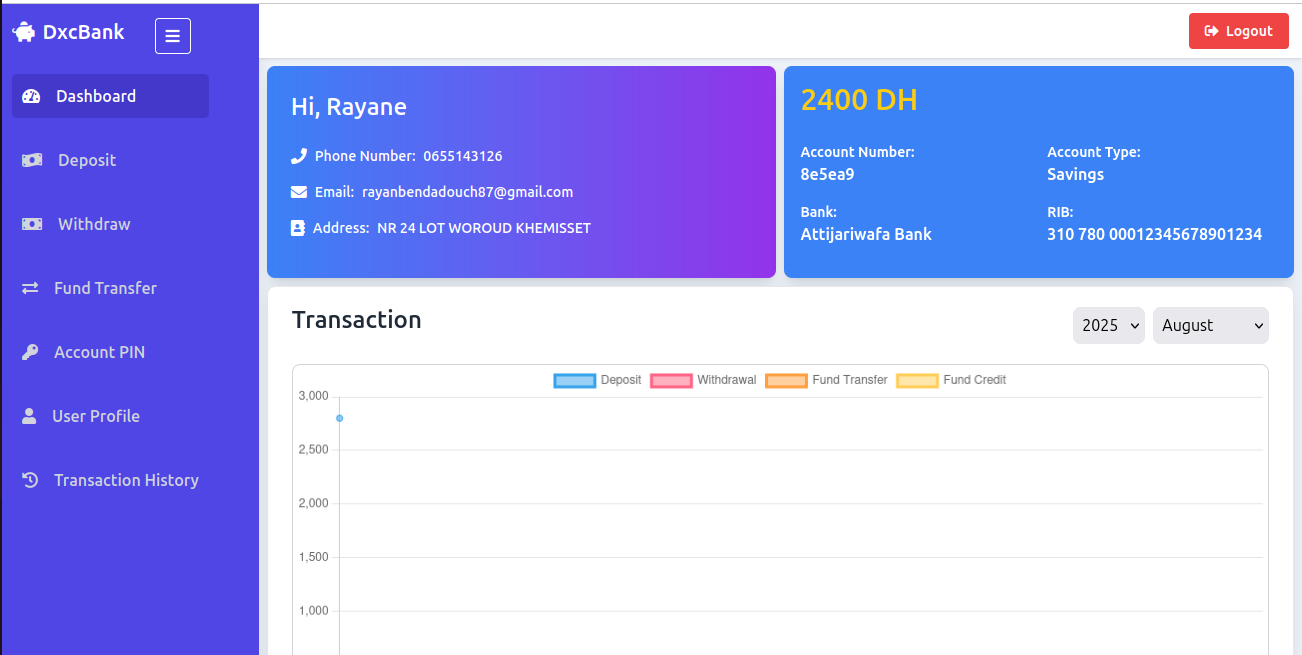 DxcBank
Logout
Dashboard
Deposit
Withdraw
Fund Transfer
Account PIN
User Profile
Transaction History
Hi, Rayane
Phone Number: 0655143126
Email: rayanbendadouch87@gmail.com
Address: NR 24 LOT WOROUD KHEMISSET
2400 DH
Account Number:
8e5ea9
Account Type:
Savings
Bank:
Attijariwafa Bank
RIB:
310 780 00012345678901234
Transaction
2025 August
Deposit Withdrawal Fund Transfer Fund Credit
3,000
2,500
2,000
1,500
1,000